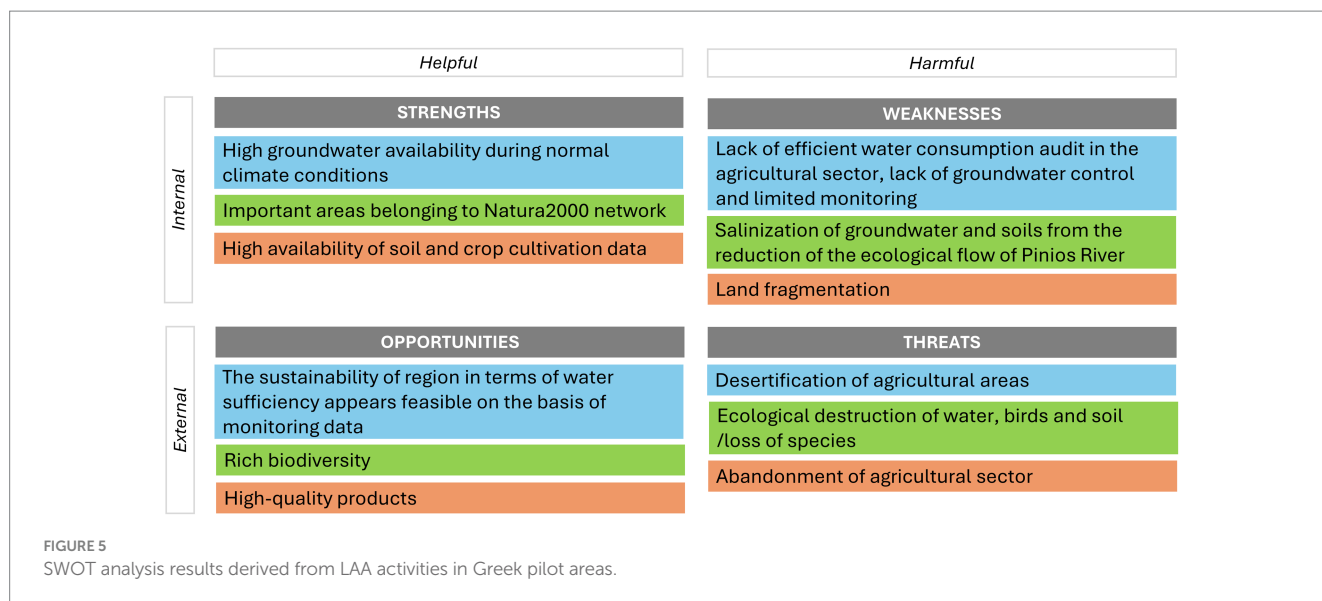 Helpful
Harmful
Internal
STRENGTHS
High groundwater availability during normal
climate conditions
Important areas belonging to Natura2000 network
High availability of soil and crop cultivation data
WEAKNESSES
Lack of efficient water consumption audit in the
agricultural sector, lack of groundwater control
and limited monitoring
Salinization of groundwater and soils from the
reduction of the ecological flow of Pinios River
Land fragmentation
External
OPPORTUNITIES
The sustainability of region in terms of water
sufficiency appears feasible on the basis of
monitoring data
Rich biodiversity
High-quality products
THREATS
Desertification of agricultural areas
Ecological destruction of water, birds and soil
/loss of species
Abandonment of agricultural sector
FIGURE 5
SWOT analysis results derived from LAA activities in Greek pilot areas.